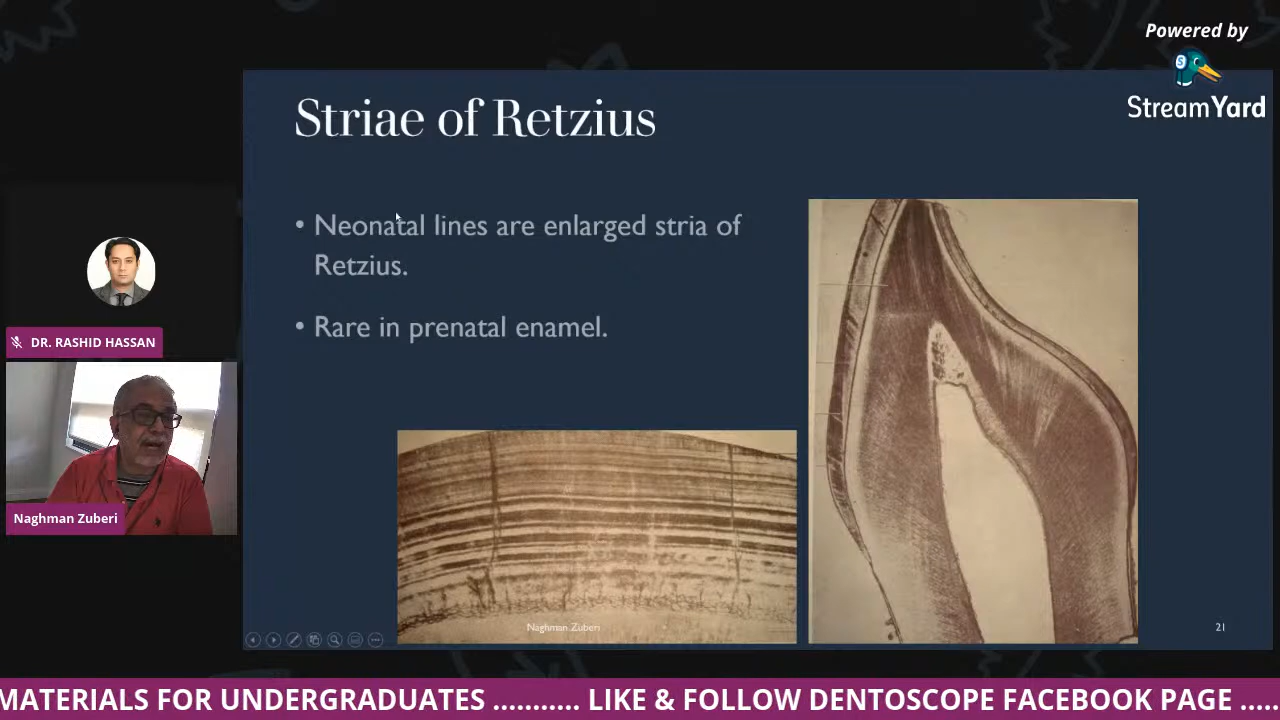 Powered by
StreamYard
Striae of Retzius
• Neonatal lines are enlarged stria of
Retzius.
• Rare in prenatal enamel.
DR. RASHID HASSAN
Naghman Zuberi
Naghman Zuberi
21
MATERIALS FOR UNDERGRADUATES .......... LIKE & FOLLOW DENTOSCOPE FACEBOOK PAGE .....